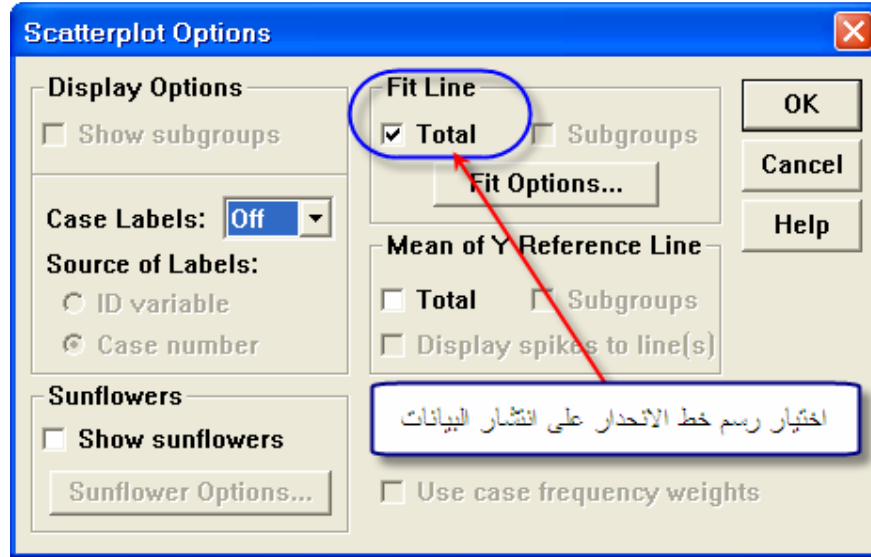 Scatterplot Options
Display Options
Show subgroups
Case Labels: Off
Source of Labels:
ID variable
Case number
Sunflowers
Show sunflowers
Sunflower Options...
Fit Line
Total Subgroups
Fit Options...
Mean of Y Reference Line
Total Subgroups
Display spikes to line(s)
اختيار رسم خط الانحدار على انتشار البيانات
Use case frequency weights
OK
Cancel
Help